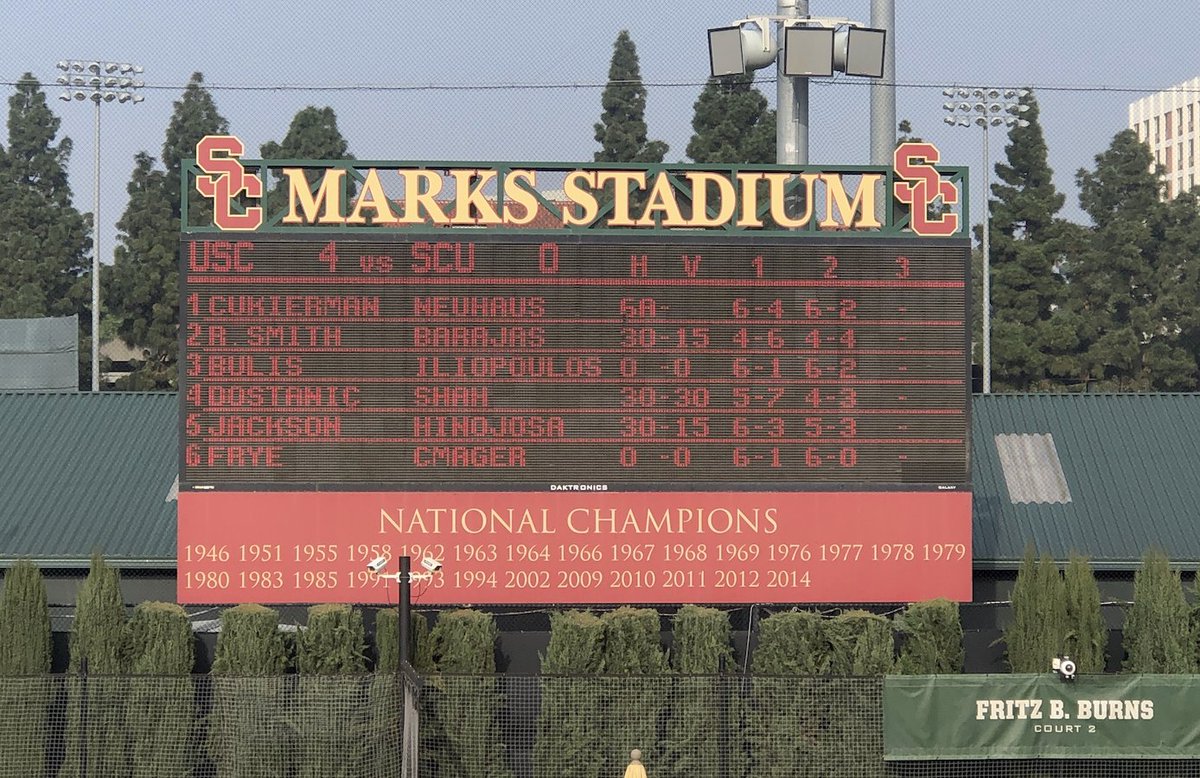 SC MARKS STADIUM SC
USC 4 VS SCU 0 H V 1 2 3
1 CUKIERMAN NEUHAUS GA- 6-4 6-2 -
2 R.SMITH BARAJAS 30-15 4-6 4-4 -
3 BULIS ILIOPOULOS 0 -0 6-1 6-2 -
4 DOSTANIC SHAH 30-30 5-7 4-3 -
5 JACKSON HINOJOSA 30-15 6-3 5-3 -
6 FRYE CMAGER 0 -0 6-1 6-0 -
DAKTRONICS GALAXY
NATIONAL CHAMPIONS
1946 1951 1955 1958 1962 1963 1964 1966 1967 1968 1969 1976 1977 1978 1979
1980 1983 1985 1991 1993 1994 2002 2009 2010 2011 2012 2014
FRITZ B. BURNS
COURT 2